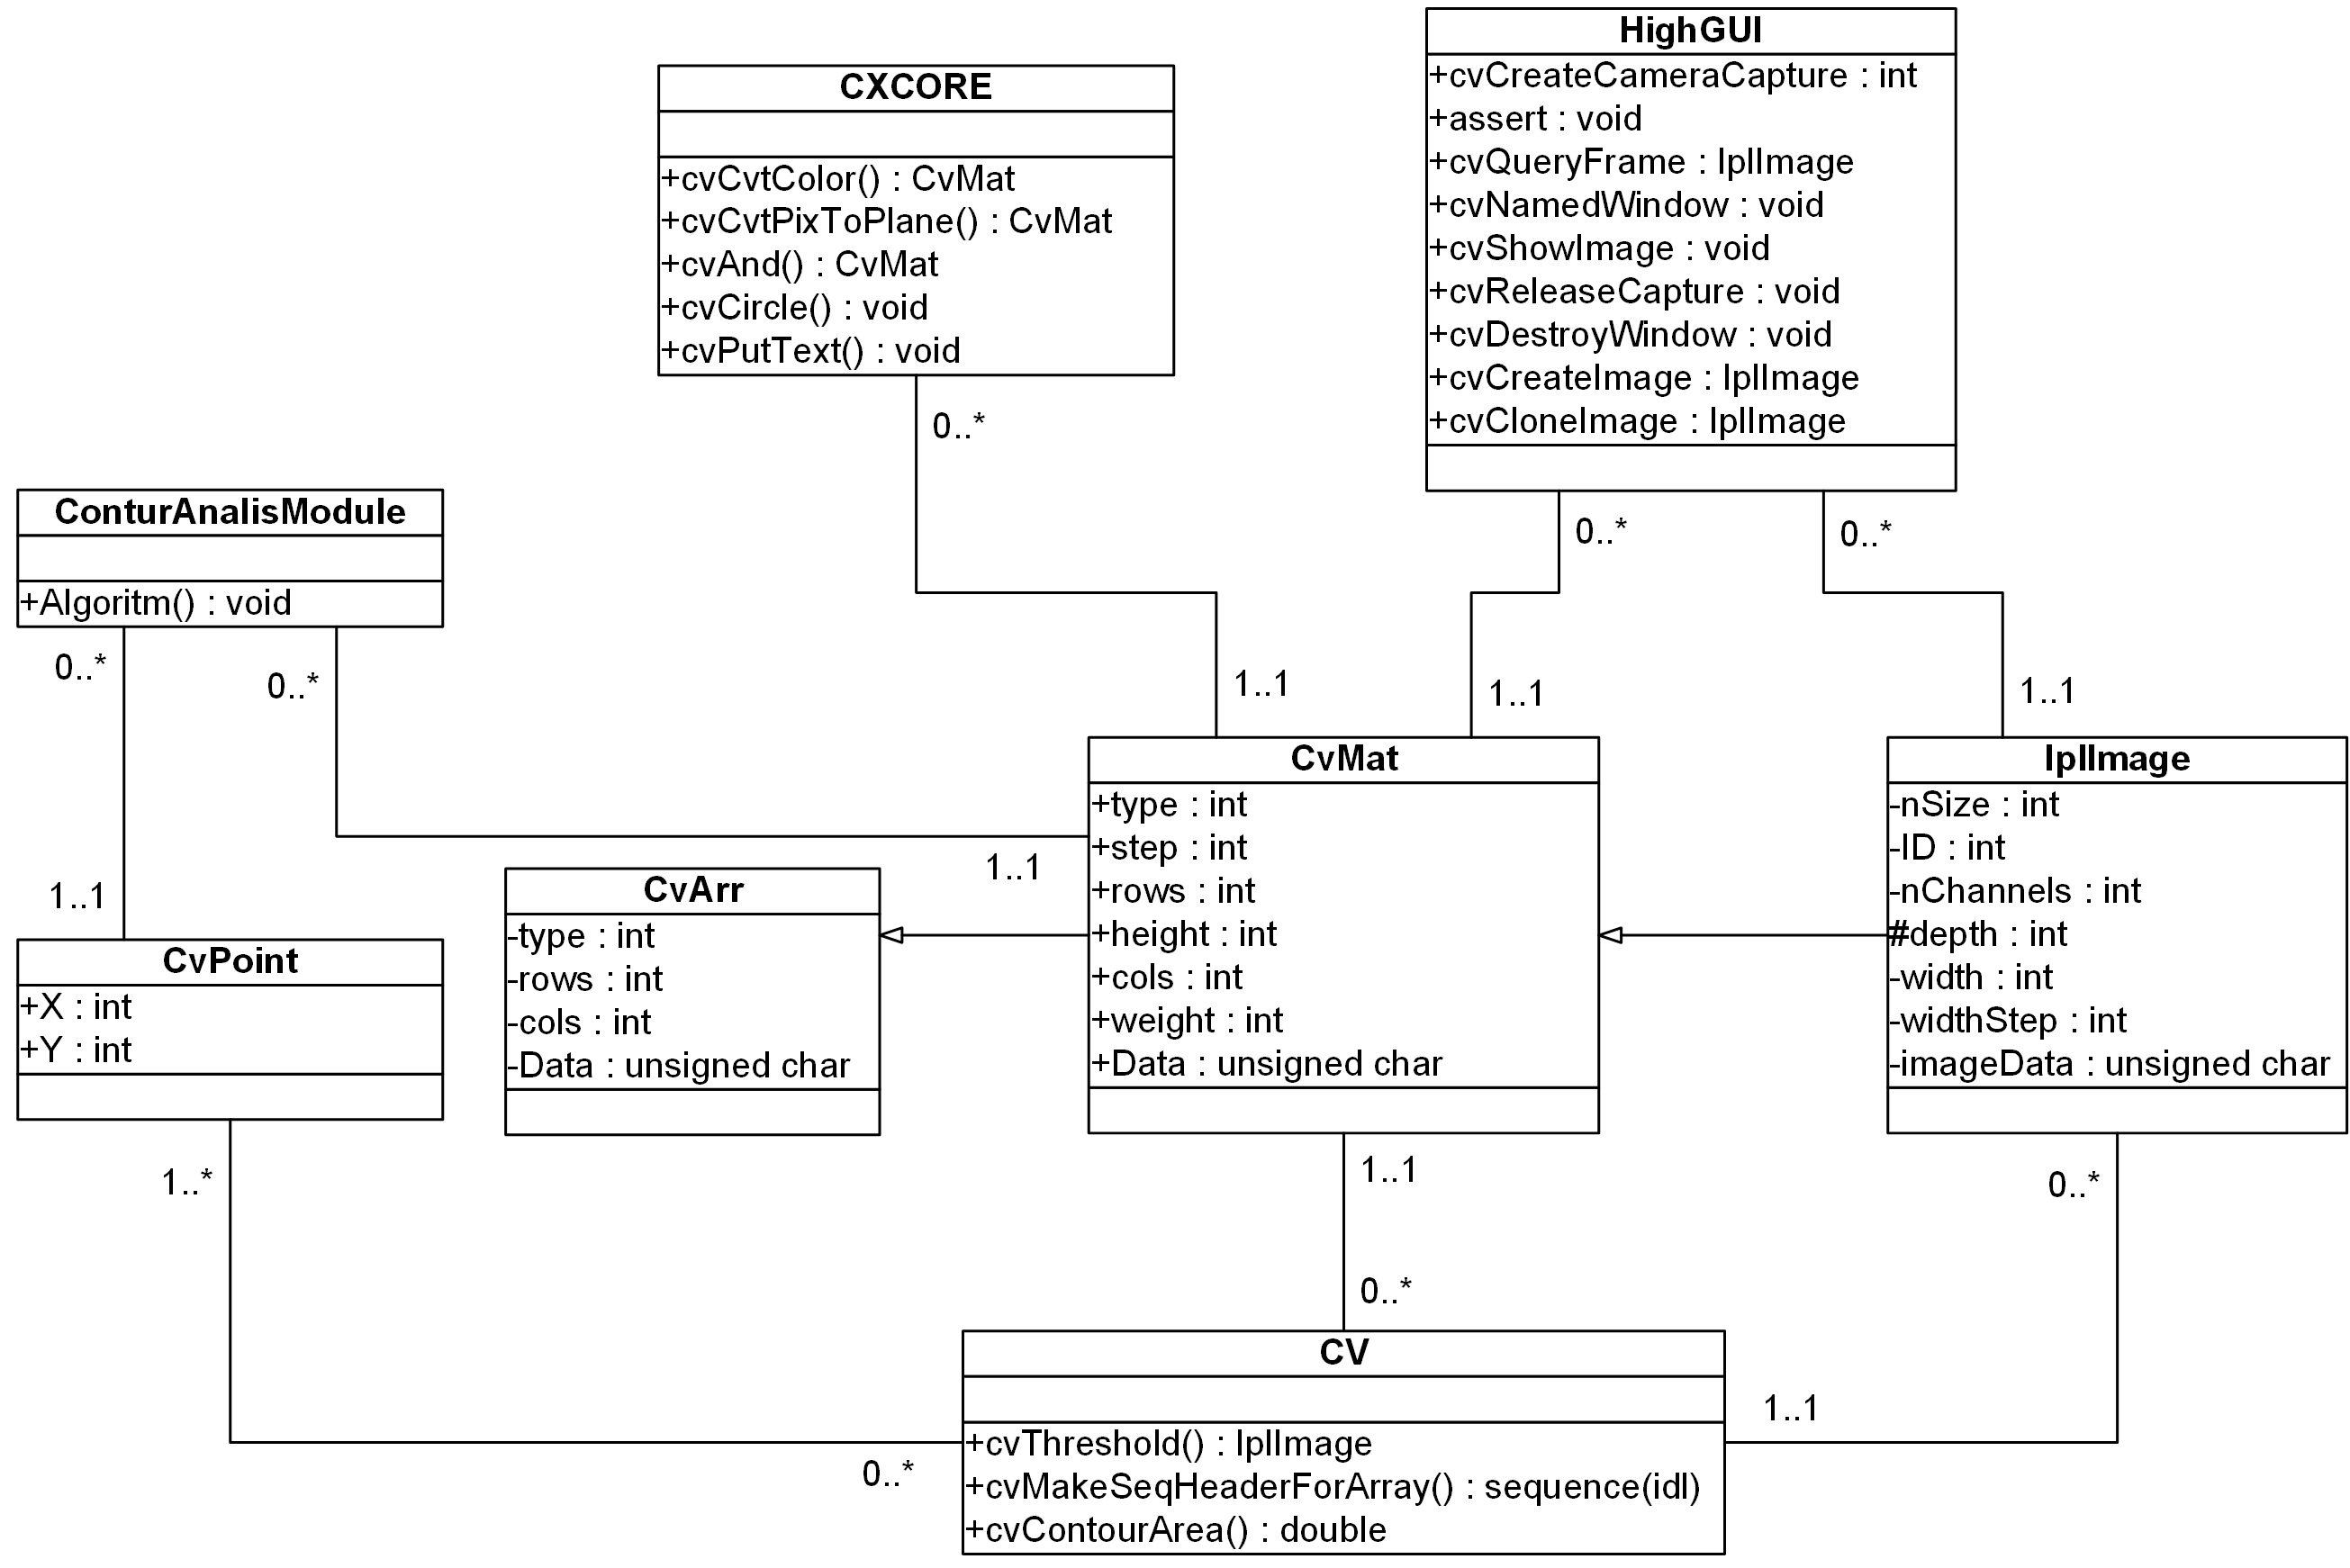 HighGUI
+cvCreateCameraCapture : int
+assert : void
+cvQueryFrame : IplImage
+cvNamedWindow : void
+cvShowImage : void
+cvReleaseCapture : void
+cvDestroyWindow : void
+cvCreateImage : IplImage
+cvCloneImage : IplImage
0..*
0..*
CXCORE
+cvCvtColor() : CvMat
+cvCvtPixToPlane() : CvMat
+cvAnd() : CvMat
+cvCircle() : void
+cvPutText() : void
0..*
ConturAnalisModule
+Algoritm() : void
0..*
0..*
1..1
1..1
1..1
1..1
1..1
CvPoint
+X : int
+Y : int
1..*
CvArr
-type : int
-rows : int
-cols : int
-Data : unsigned char
CvMat
+type : int
+step : int
+rows : int
+height : int
+cols : int
+weight : int
+Data : unsigned char
1..1
0..*
IplImage
-nSize : int
-ID : int
-nChannels : int
#depth : int
-width : int
-widthStep : int
-imageData : unsigned char
0..*
1..1
0..*
CV
+cvThreshold() : IplImage
+cvMakeSeqHeaderForArray() : sequence(idl)
+cvContourArea() : double